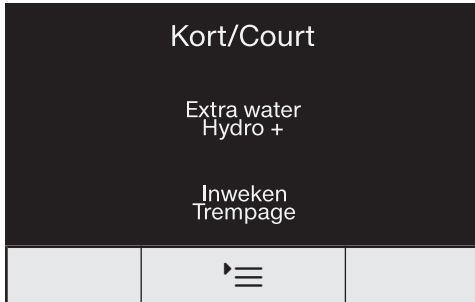 Kort/Court
Extra water
Hydro +
Inweken
Trempage